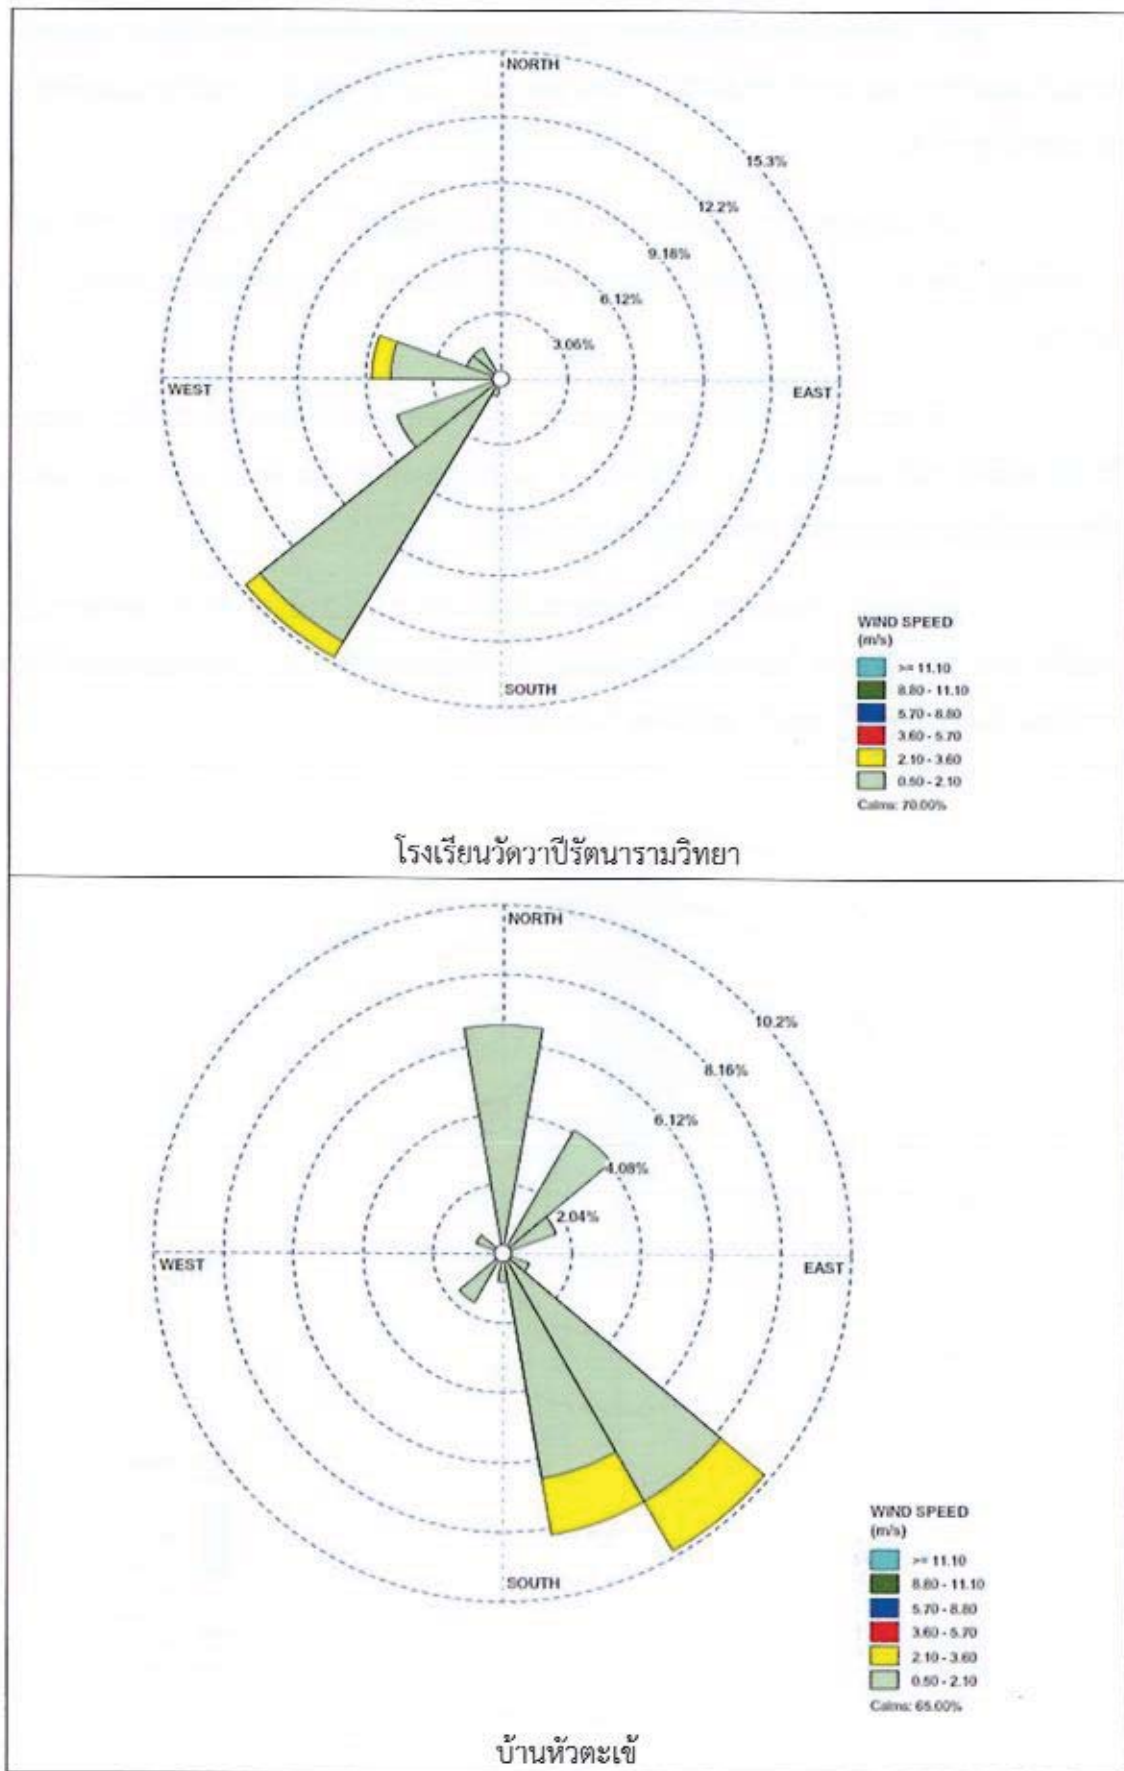 NORTH
15.3%
12.2%
9.18%
6.12%
3.06%
WEST
EAST
SOUTH
WIND SPEED
(m/s)
>= 11.10
8.80 - 11.10
5.70 - 8.80
3.60 - 5.70
2.10 - 3.60
0.50 - 2.10
Calms: 70.00%
โรงเรียนวัดวาปีรัตนารามวิทยา
NORTH
10.2%
8.16%
6.12%
4.08%
2.04%
WEST
EAST
SOUTH
WIND SPEED
(m/s)
>= 11.10
8.80 - 11.10
5.70 - 8.80
3.60 - 5.70
2.10 - 3.60
0.50 - 2.10
Calms: 65.00%
บ้านหัวตะเข้